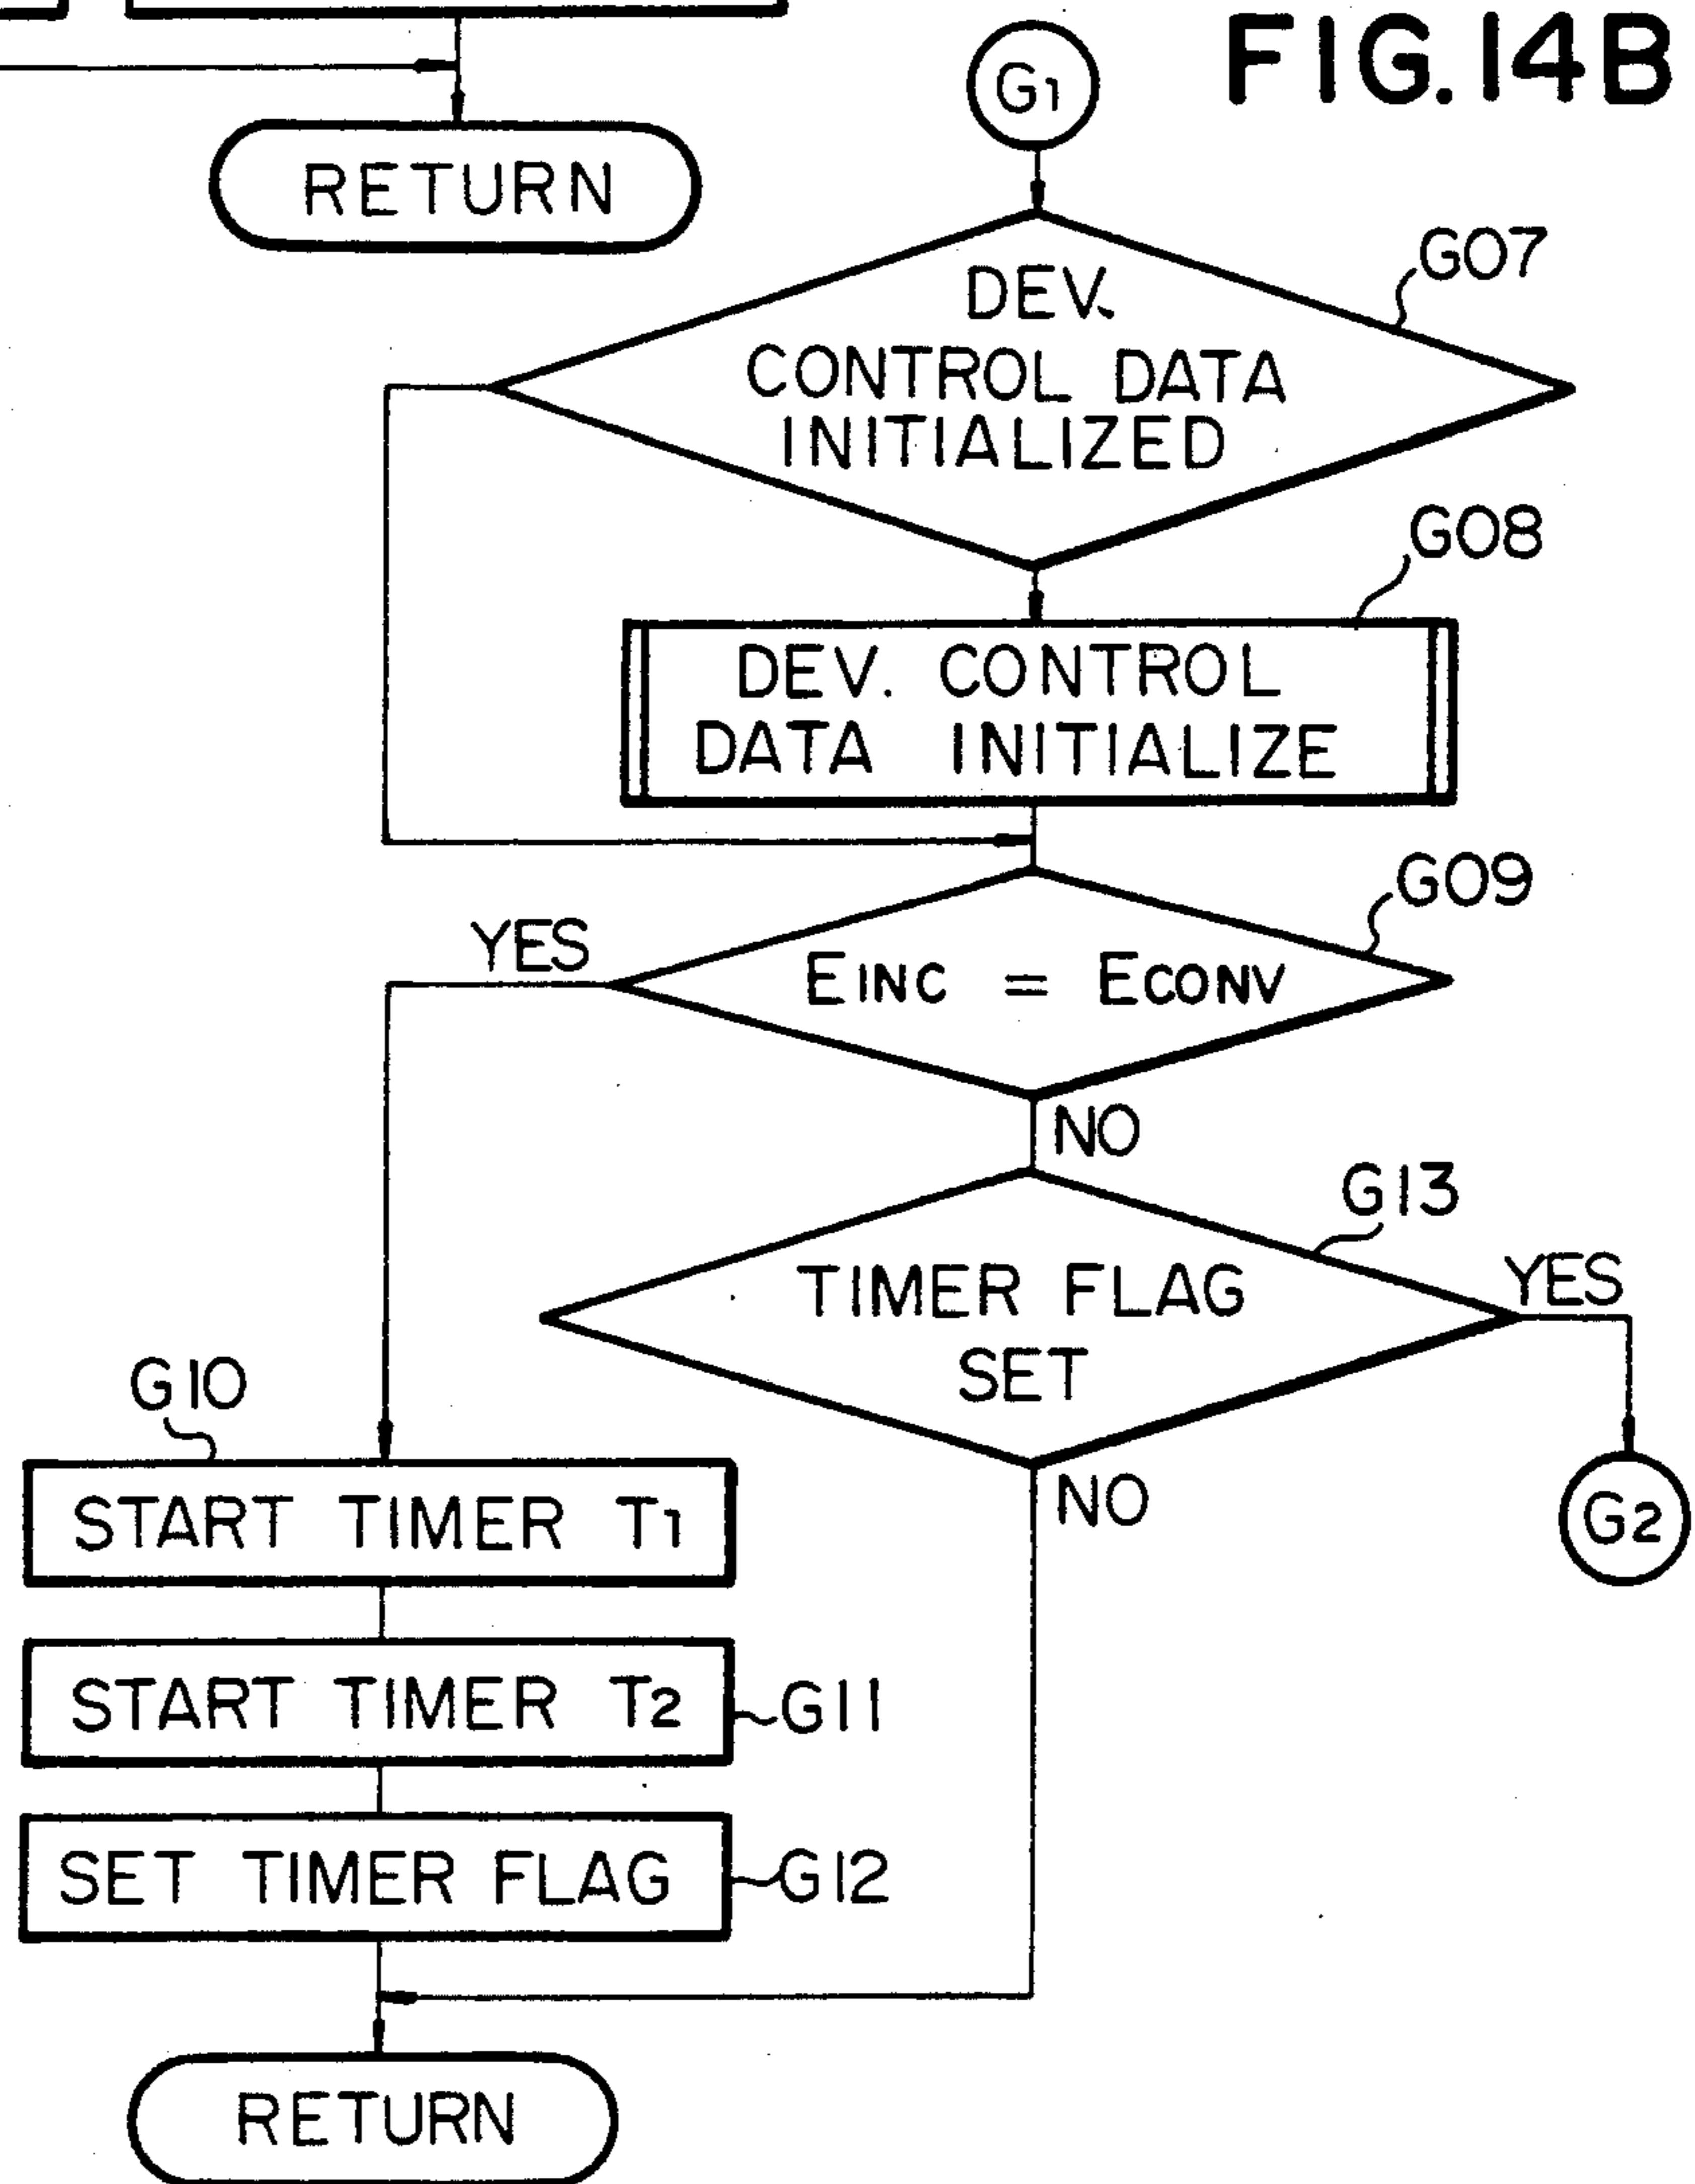 FIG.14B
G1
RETURN
G07
DEV.
CONTROL DATA
INITIALIZED
G08
DEV. CONTROL
DATA INITIALIZE
G09
YES
EINC = ECONV
NO
G13
TIMER FLAG
SET
YES
G10
START TIMER T1
NO
G2
START TIMER T2
G11
SET TIMER FLAG
G12
RETURN